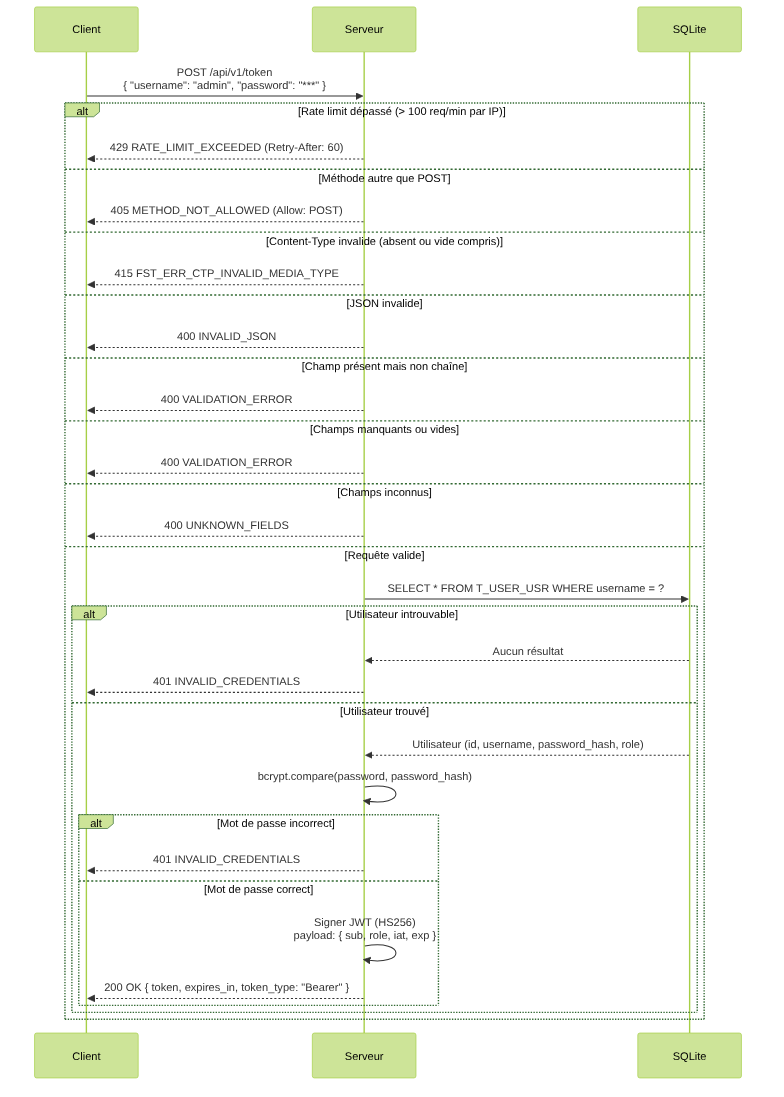 Client
Serveur
SQLite
POST /api/v1/token
{ "username": "admin", "password": "***" }
alt
[Rate limit dépassé (> 100 req/min par IP)]
429 RATE_LIMIT_EXCEEDED (Retry-After: 60)
[Méthode autre que POST]
405 METHOD_NOT_ALLOWED (Allow: POST)
[Content-Type invalide (absent ou vide compris)]
415 FST_ERR_CTP_INVALID_MEDIA_TYPE
[JSON invalide]
400 INVALID_JSON
[Champ présent mais non chaîne]
400 VALIDATION_ERROR
[Champs manquants ou vides]
400 VALIDATION_ERROR
[Champs inconnus]
400 UNKNOWN_FIELDS
[Requête valide]
SELECT * FROM T_USER_USR WHERE username = ?
alt
[Utilisateur introuvable]
Aucun résultat
401 INVALID_CREDENTIALS
[Utilisateur trouvé]
Utilisateur (id, username, password_hash, role)
bcrypt.compare(password, password_hash)
alt
[Mot de passe incorrect]
401 INVALID_CREDENTIALS
[Mot de passe correct]
Signer JWT (HS256)
payload: { sub, role, iat, exp }
200 OK { token, expires_in, token_type: "Bearer" }
Client
Serveur
SQLite